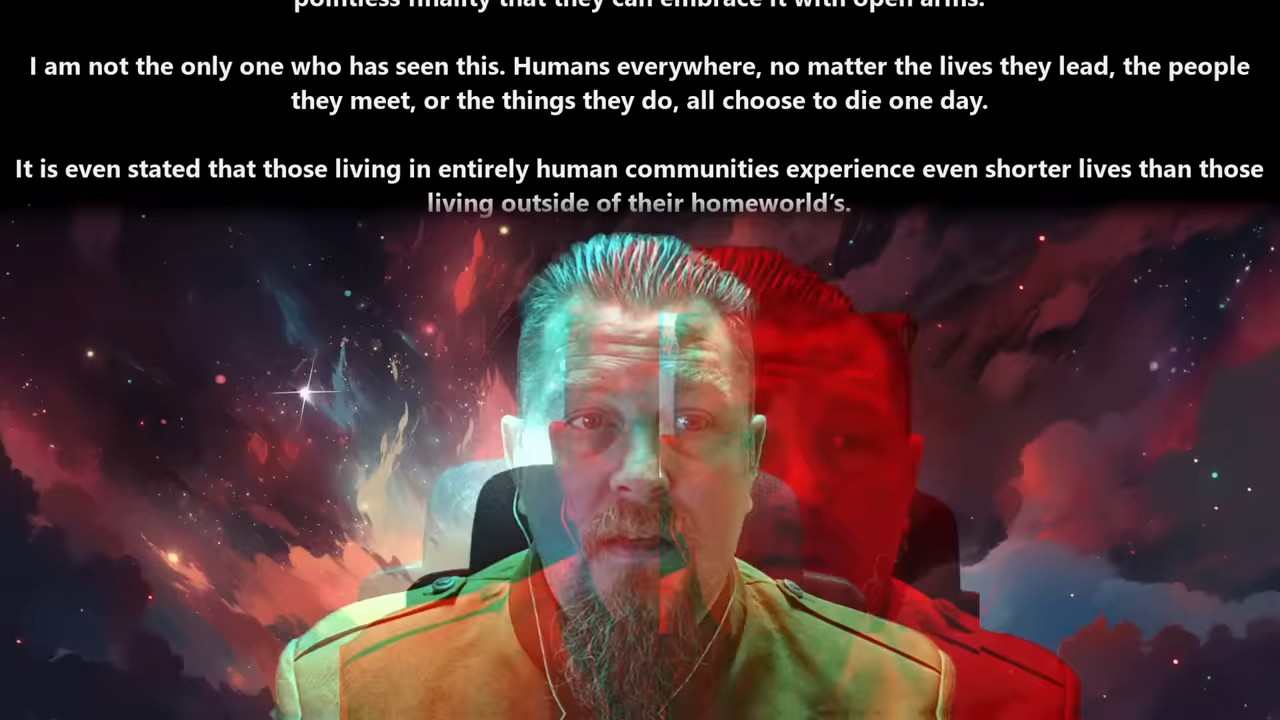 pointless finality that they can embrace it with open arms.
I am not the only one who has seen this. Humans everywhere, no matter the lives they lead, the people
they meet, or the things they do, all choose to die one day.
It is even stated that those living in entirely human communities experience even shorter lives than those
living outside of their homeworld’s.